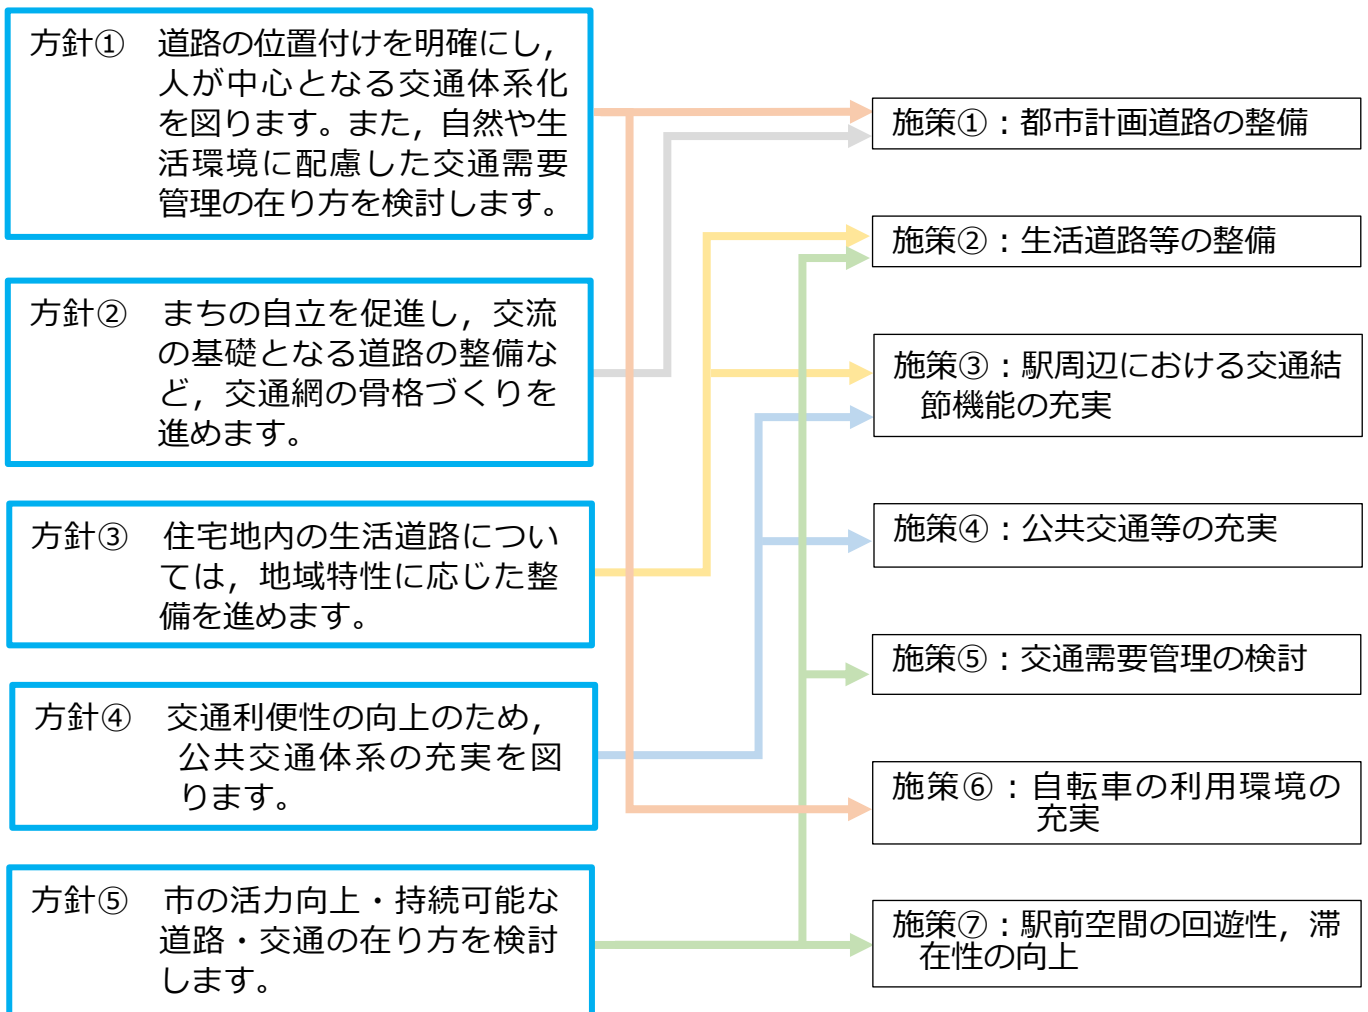 方針① 道路の位置付けを明確にし，
人が中心となる交通体系化
を図ります。また，自然や生
活環境に配慮した交通需要
管理の在り方を検討します。
方針② まちの自立を促進し，交流
の基礎となる道路の整備な
ど，交通網の骨格づくりを
進めます。
方針③ 住宅地内の生活道路につい
ては，地域特性に応じた整
備を進めます。
方針④ 交通利便性の向上のため，
公共交通体系の充実を図
ります。
方針⑤ 市の活力向上・持続可能な
道路・交通の在り方を検討
します。
施策①：都市計画道路の整備
施策②：生活道路等の整備
施策③：駅周辺における交通結
節機能の充実
施策④：公共交通等の充実
施策⑤：交通需要管理の検討
施策⑥：自転車の利用環境の
充実
施策⑦：駅前空間の回遊性，滞
在性の向上